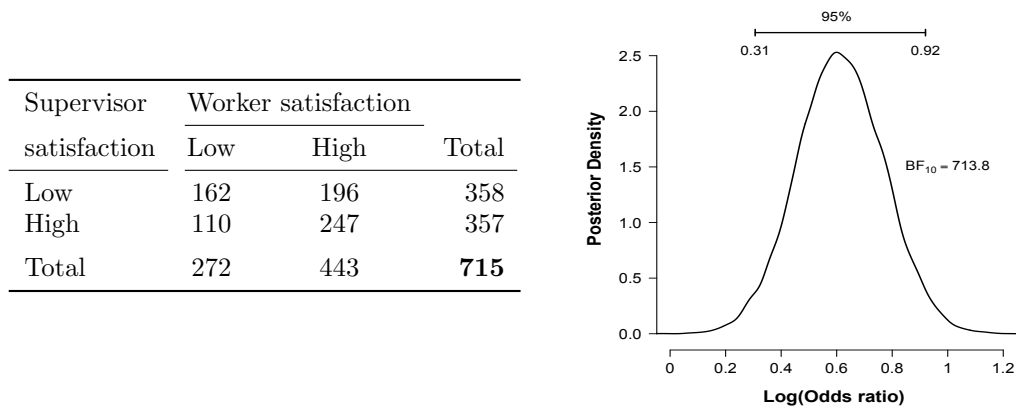 Supervisor Worker satisfaction
satisfaction Low High Total
Low 162 196 358
High 110 247 357
Total 272 443 715
95%
0.31 0.92
2.5
2.0
1.5
1.0
0.5
0.0
Posterior Density
BF10 = 713.8
0 0.2 0.4 0.6 0.8 1 1.2
Log(Odds ratio)